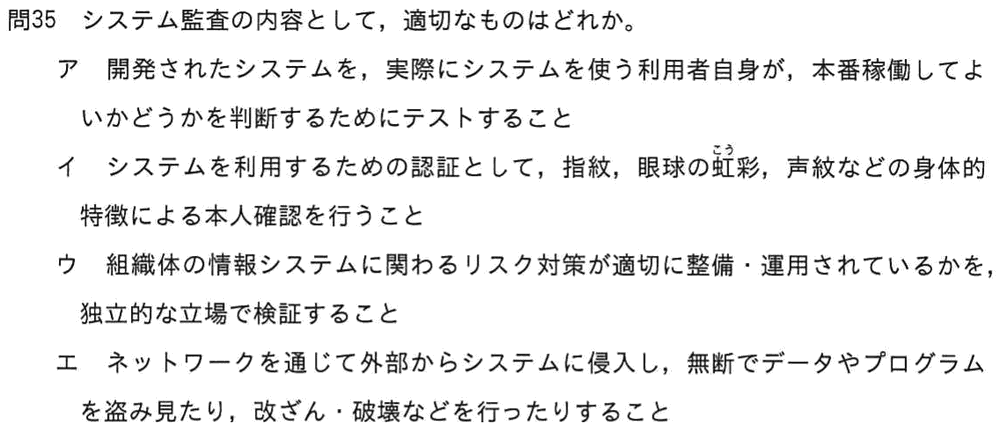 問35 システム監査の内容として，適切なものはどれか。
ア 開発されたシステムを，実際にシステムを使う利用者自身が，本番稼働してよ
いかどうかを判断するためにテストすること
イ システムを利用するための認証として，指紋，眼球の虹彩，声紋などの身体的
こう
特徴による本人確認を行うこと
ウ 組織体の情報システムに関わるリスク対策が適切に整備・運用されているかを，
独立的な立場で検証すること
エ ネットワークを通じて外部からシステムに侵入し，無断でデータやプログラム
を盗み見たり，改ざん・破壊などを行ったりすること